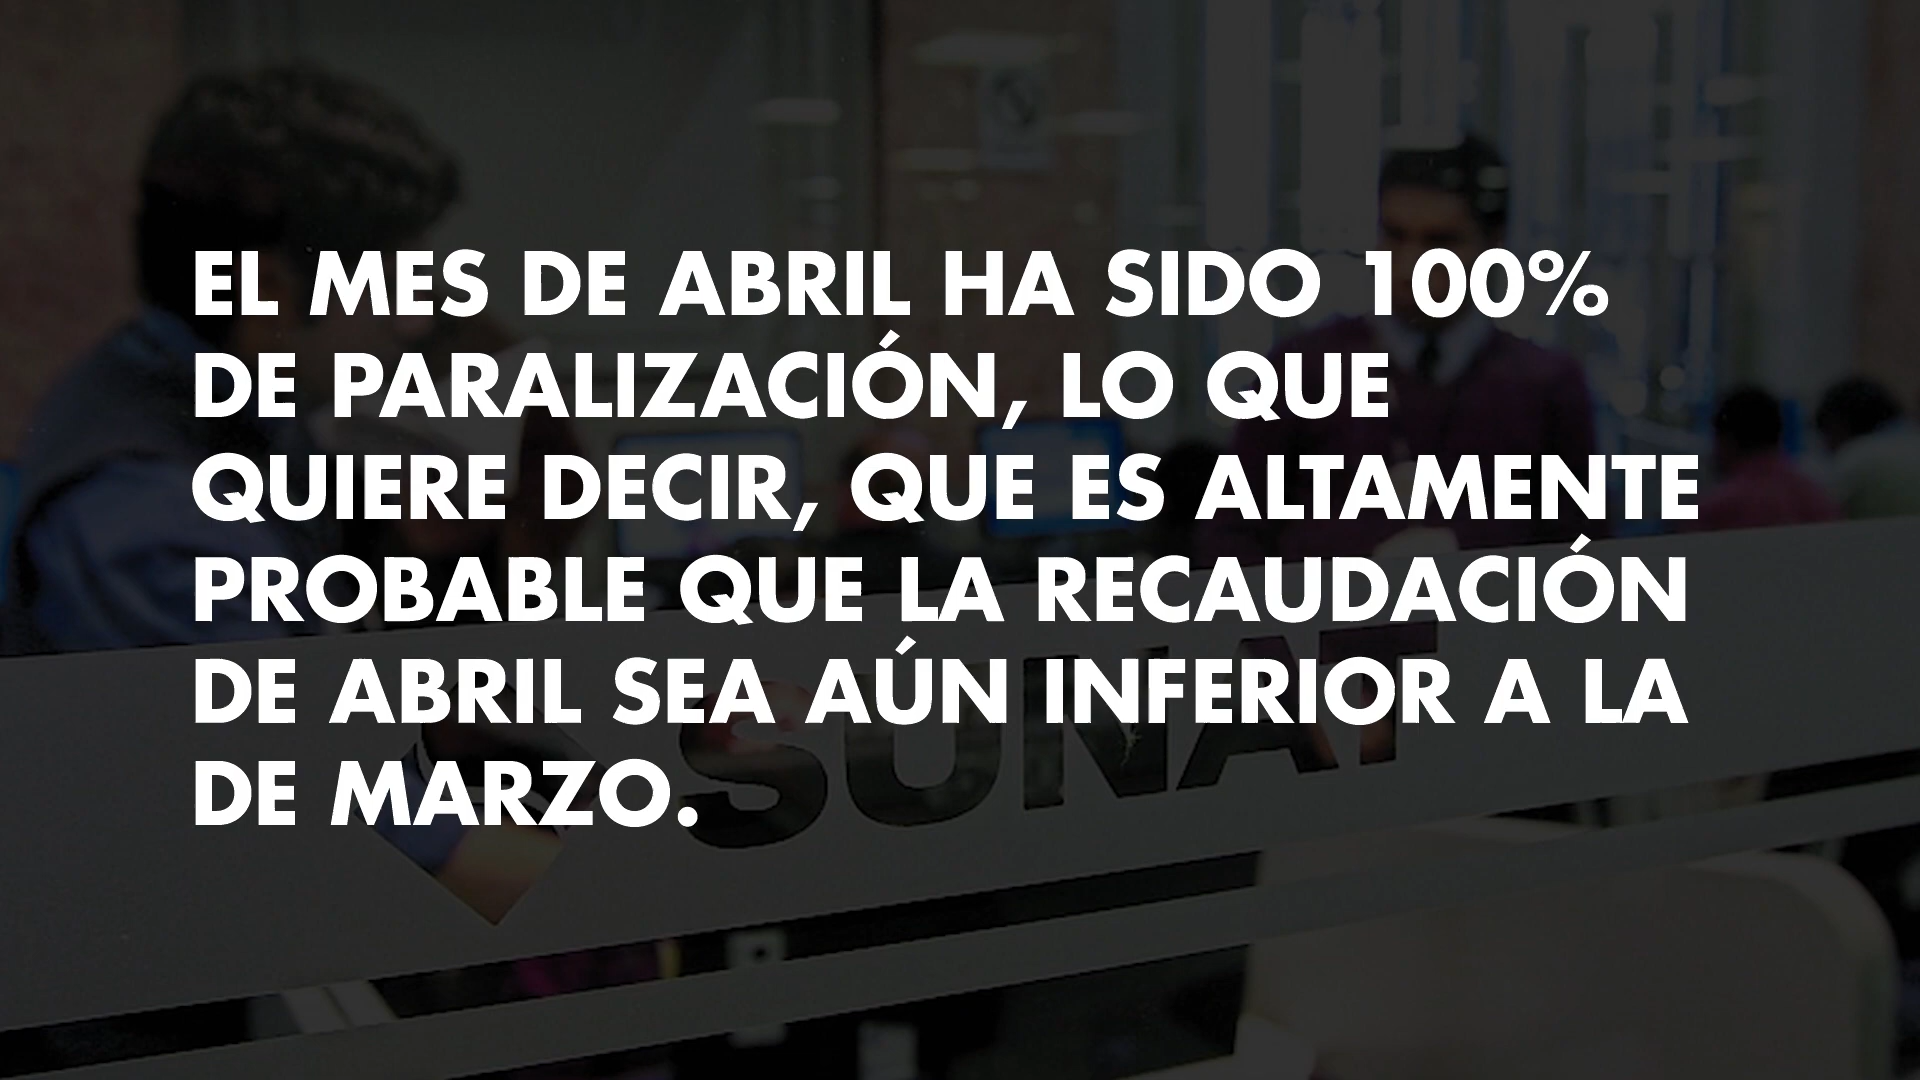 EL MES DE ABRIL HA SIDO 100%
DE PARALIZACIÓN, LO QUE
QUIERE DECIR, QUE ES ALTAMENTE
PROBABLE QUE LA RECAUDACIÓN
DE ABRIL SEA AÚN INFERIOR A LA
DE MARZO.
SUNAT